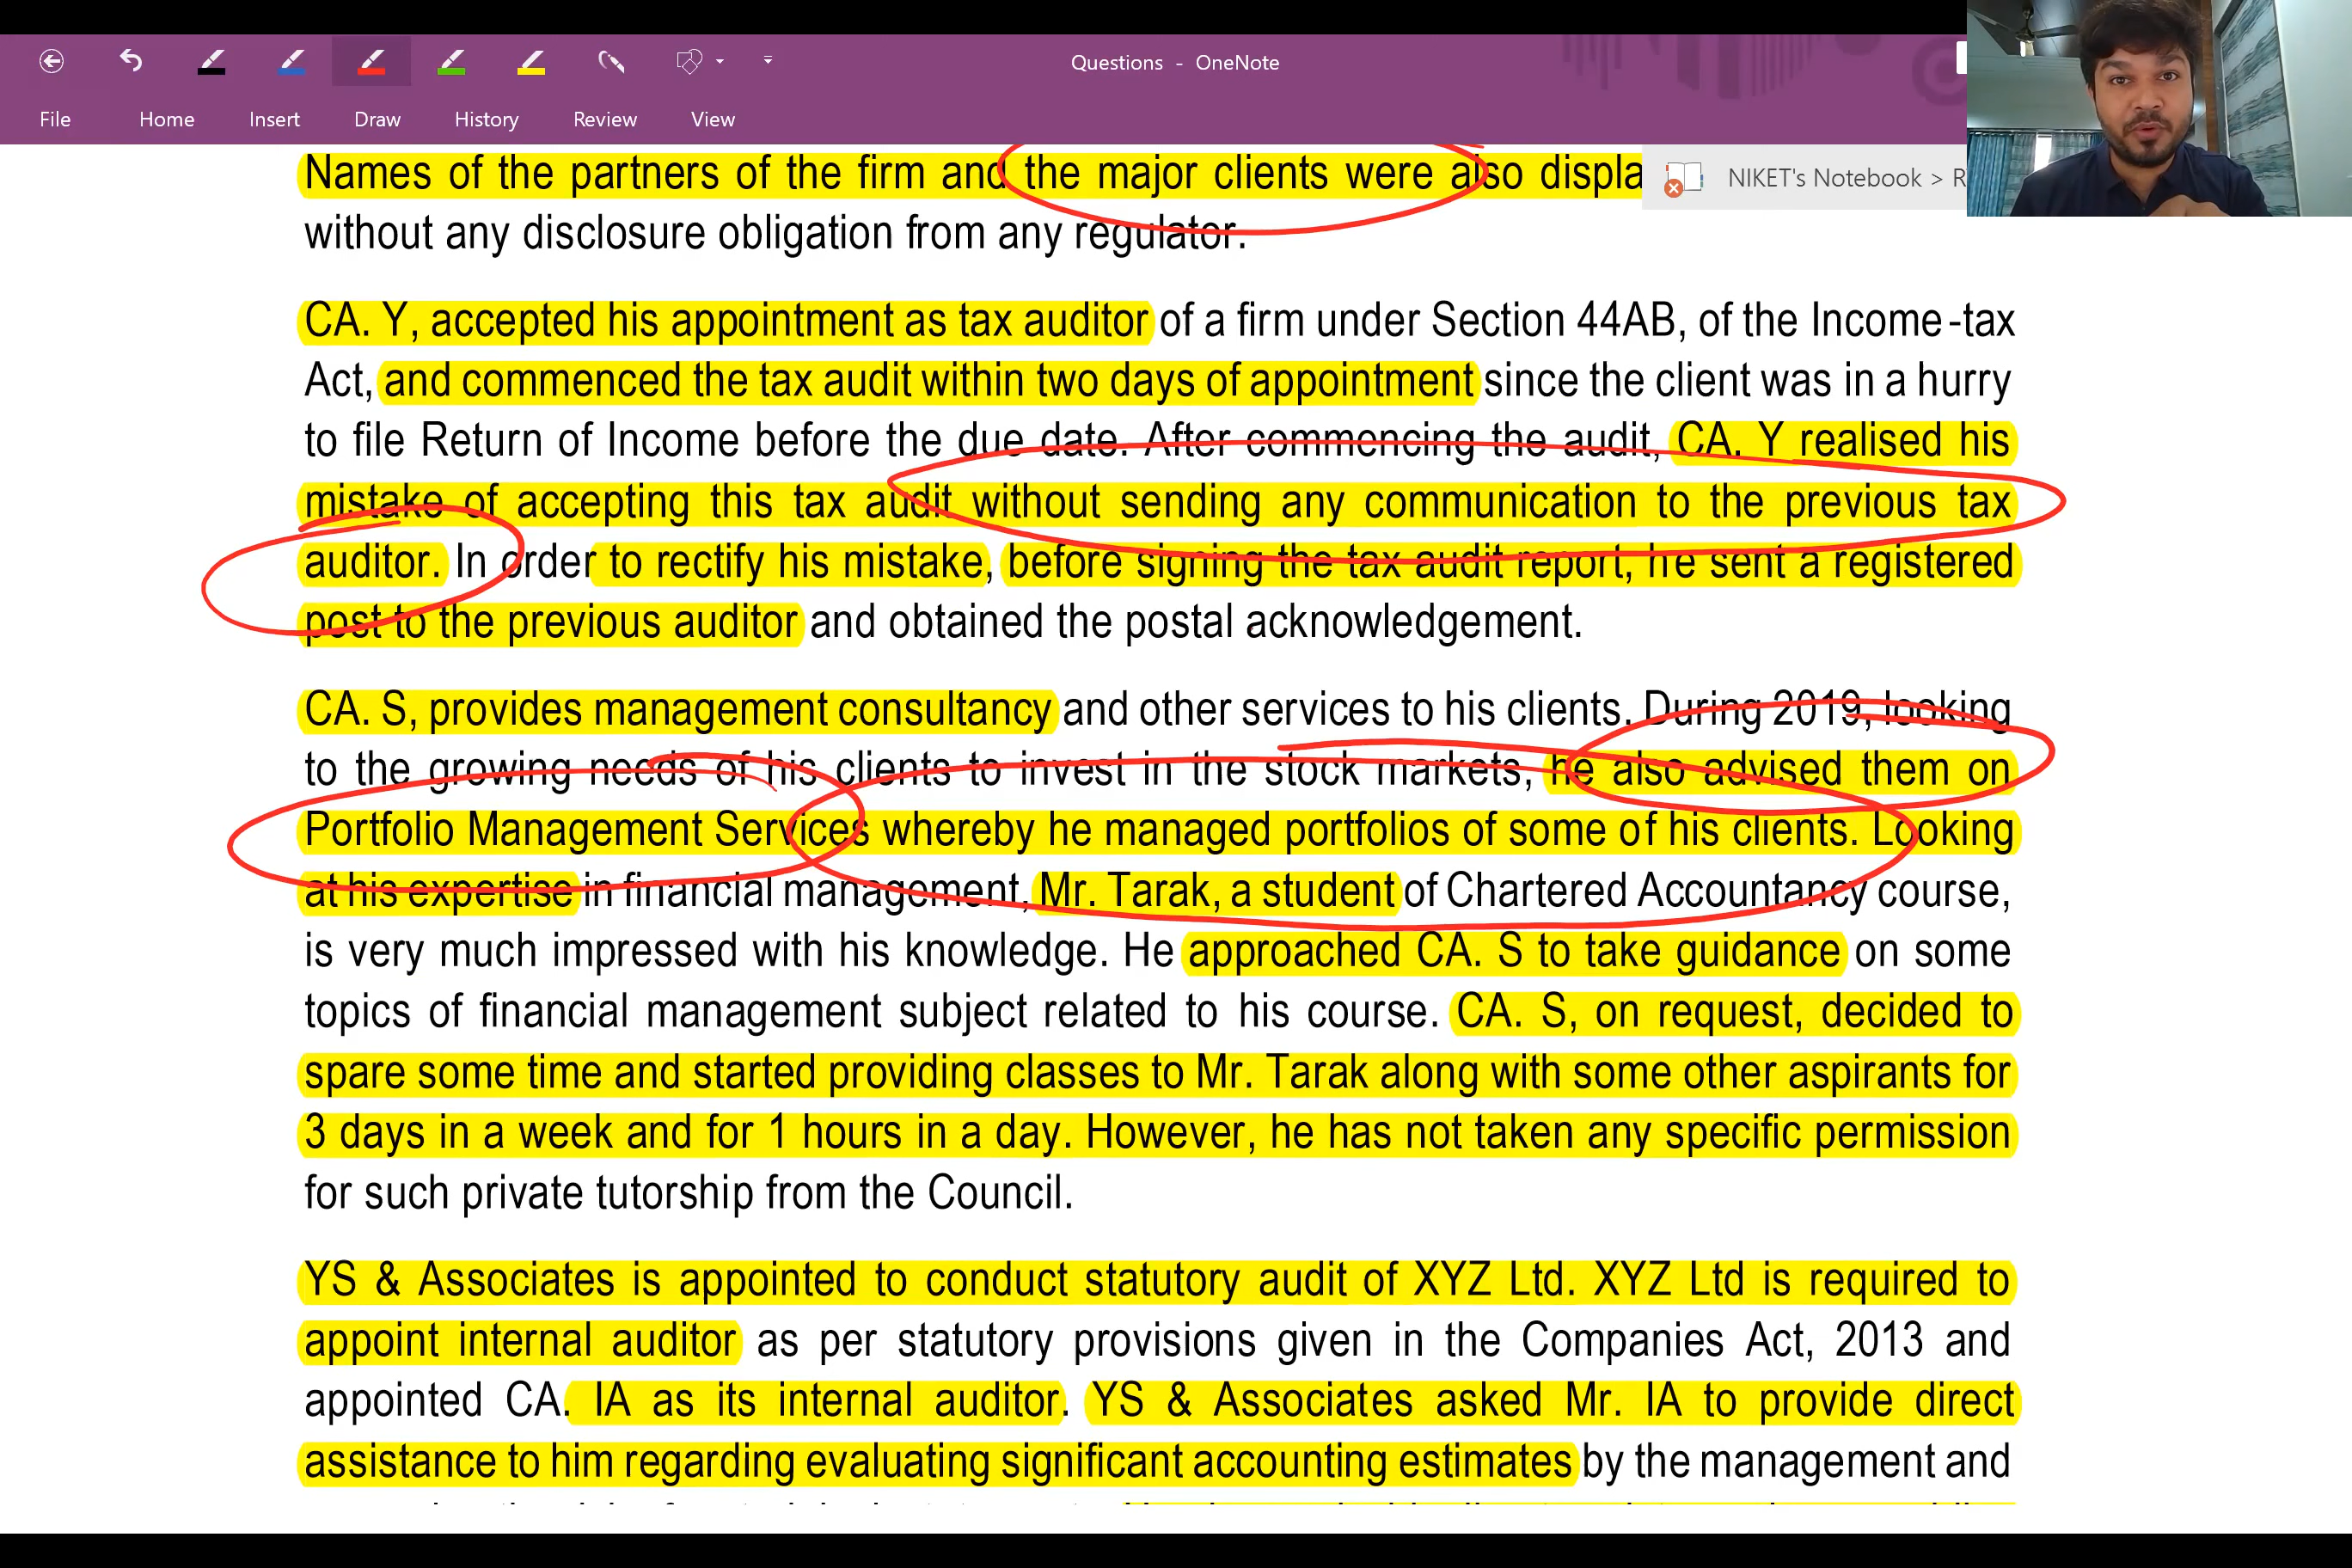 Questions - OneNote
File Home Insert Draw History Review View
NIKET's Notebook > R
Names of the partners of the firm and the major clients were also displa
without any disclosure obligation from any regulator.
CA. Y, accepted his appointment as tax auditor of a firm under Section 44AB, of the Income-tax
Act, and commenced the tax audit within two days of appointment since the client was in a hurry
to file Return of Income before the due date. After commencing the audit, CA. Y realised his
mistake of accepting this tax audit without sending any communication to the previous tax
auditor. In order to rectify his mistake, before signing the tax audit report, he sent a registered
post to the previous auditor and obtained the postal acknowledgement.
CA. S, provides management consultancy and other services to his clients. During 2019, looking
to the growing needs of his clients to invest in the stock markets, he also advised them on
Portfolio Management Services whereby he managed portfolios of some of his clients. Looking
at his expertise in financial management, Mr. Tarak, a student of Chartered Accountancy course,
is very much impressed with his knowledge. He approached CA. S to take guidance on some
topics of financial management subject related to his course. CA. S, on request, decided to
spare some time and started providing classes to Mr. Tarak along with some other aspirants for
3 days in a week and for 1 hours in a day. However, he has not taken any specific permission
for such private tutorship from the Council.
YS & Associates is appointed to conduct statutory audit of XYZ Ltd. XYZ Ltd is required to
appoint internal auditor as per statutory provisions given in the Companies Act, 2013 and
appointed CA. IA as its internal auditor. YS & Associates asked Mr. IA to provide direct
assistance to him regarding evaluating significant accounting estimates by the management and